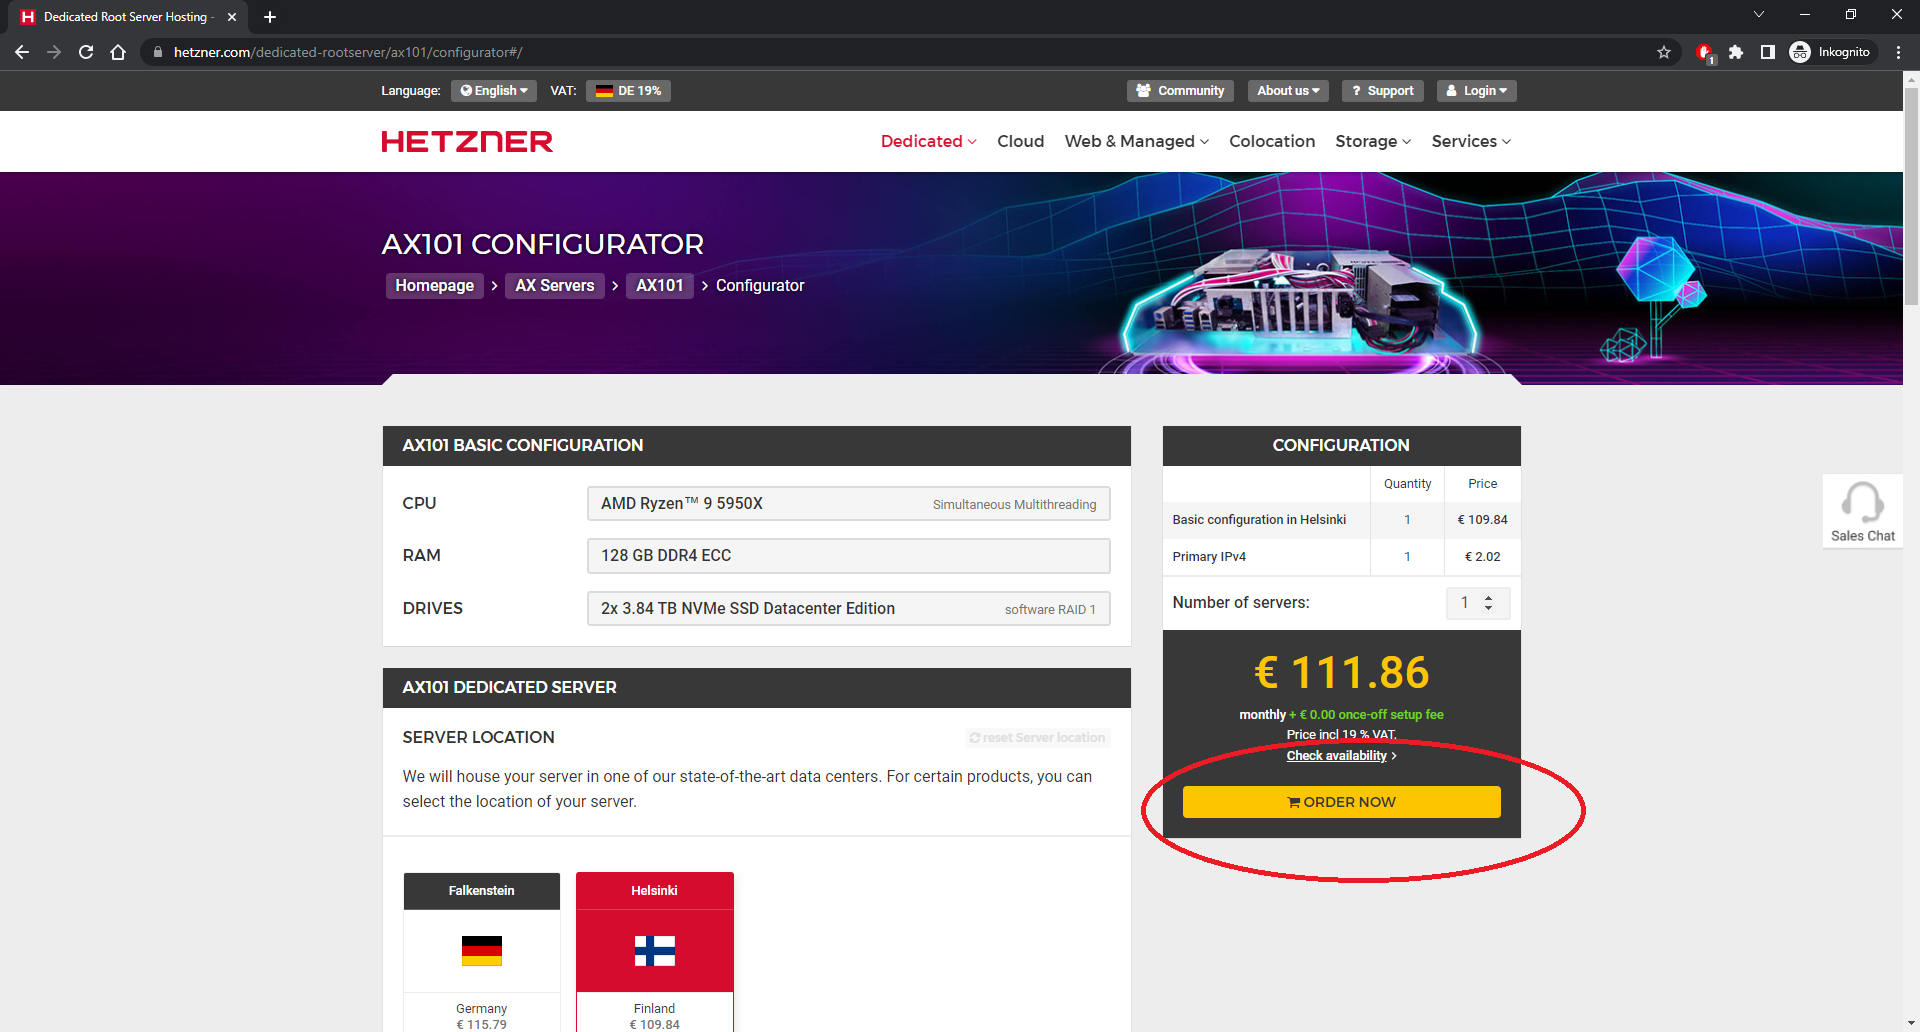 Dedicated Root Server Hosting -
hetzner.com/dedicated-rootserver/ax101/configurator#/
1
Inkognito
Language: English VAT: DE 19% Community About us ? Support Login
HETZNER Dedicated Cloud Web & Managed Colocation Storage Services
AX101 CONFIGURATOR
Homepage > AX Servers > AX101 > Configurator
AX101 BASIC CONFIGURATION
CPU AMD Ryzen™ 9 5950X Simultaneous Multithreading
RAM 128 GB DDR4 ECC
DRIVES 2x 3.84 TB NVMe SSD Datacenter Edition software RAID 1
AX101 DEDICATED SERVER
SERVER LOCATION reset Server location
We will house your server in one of our state-of-the-art data centers. For certain products, you can
select the location of your server.
Falkenstein Helsinki
Germany Finland
€ 115.79 € 109.84
CONFIGURATION
Quantity Price
Basic configuration in Helsinki 1 € 109.84
Primary IPv4 1 € 2.02
Number of servers: 1
€ 111.86
monthly + € 0.00 once-off setup fee
Price incl 19 % VAT.
Check availability >
ORDER NOW
Sales Chat